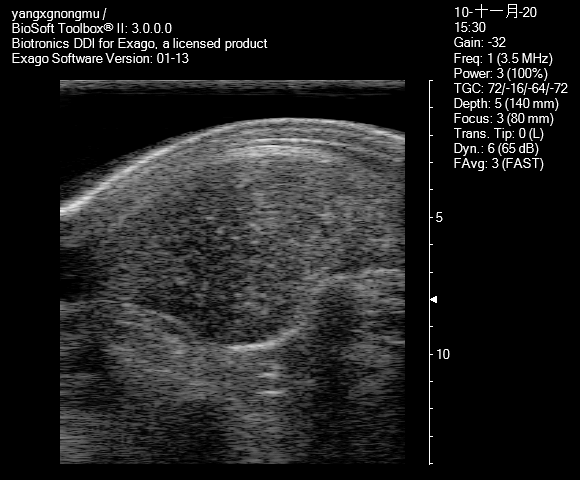 yangxgnongmu /
BioSoft Toolbox® II: 3.0.0.0
Biotronics DDI for Exago, a licensed product
Exago Software Version: 01-13
10-十一月-20
15:30
Gain: -32
Freq: 1 (3.5 MHz)
Power: 3 (100%)
TGC: 72/-16/-64/-72
Depth: 5 (140 mm)
Focus: 3 (80 mm)
Trans. Tip: 0 (L)
Dyn.: 6 (65 dB)
FAvg: 3 (FAST)
5
10